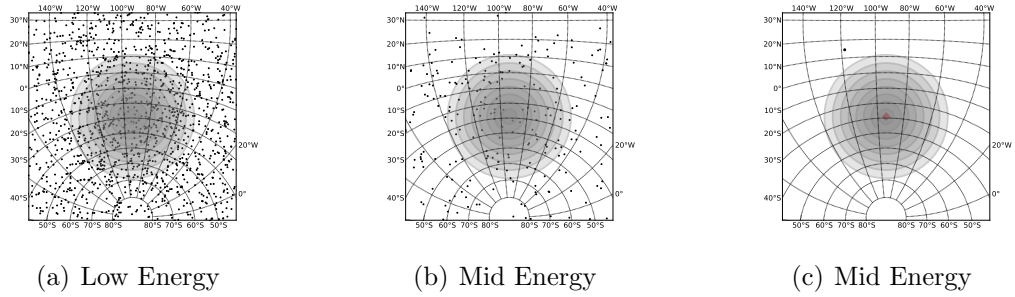 140°W 120°W 100°W 80°W 60°W 40°W 140°W 120°W 100°W 80°W 60°W 40°W 140°W 120°W 100°W 80°W 60°W 40°W
30°N 30°N 30°N
20°N 20°N 20°N
10°N 10°N 10°N
0° 0° 0°
10°S 10°S 10°S
20°S 20°S 20°S
20°W 20°W 20°W
30°S 30°S 30°S
40°S 0° 40°S 0° 40°S 0°
50°S 60°S 70°S 80°S 80°S 70°S 60°S 50°S 60°S 70°S 80°S 80°S 70°S 60°S 50°S 60°S 70°S 80°S 80°S 70°S 60°S
(a) Low Energy (b) Mid Energy (c) Mid Energy